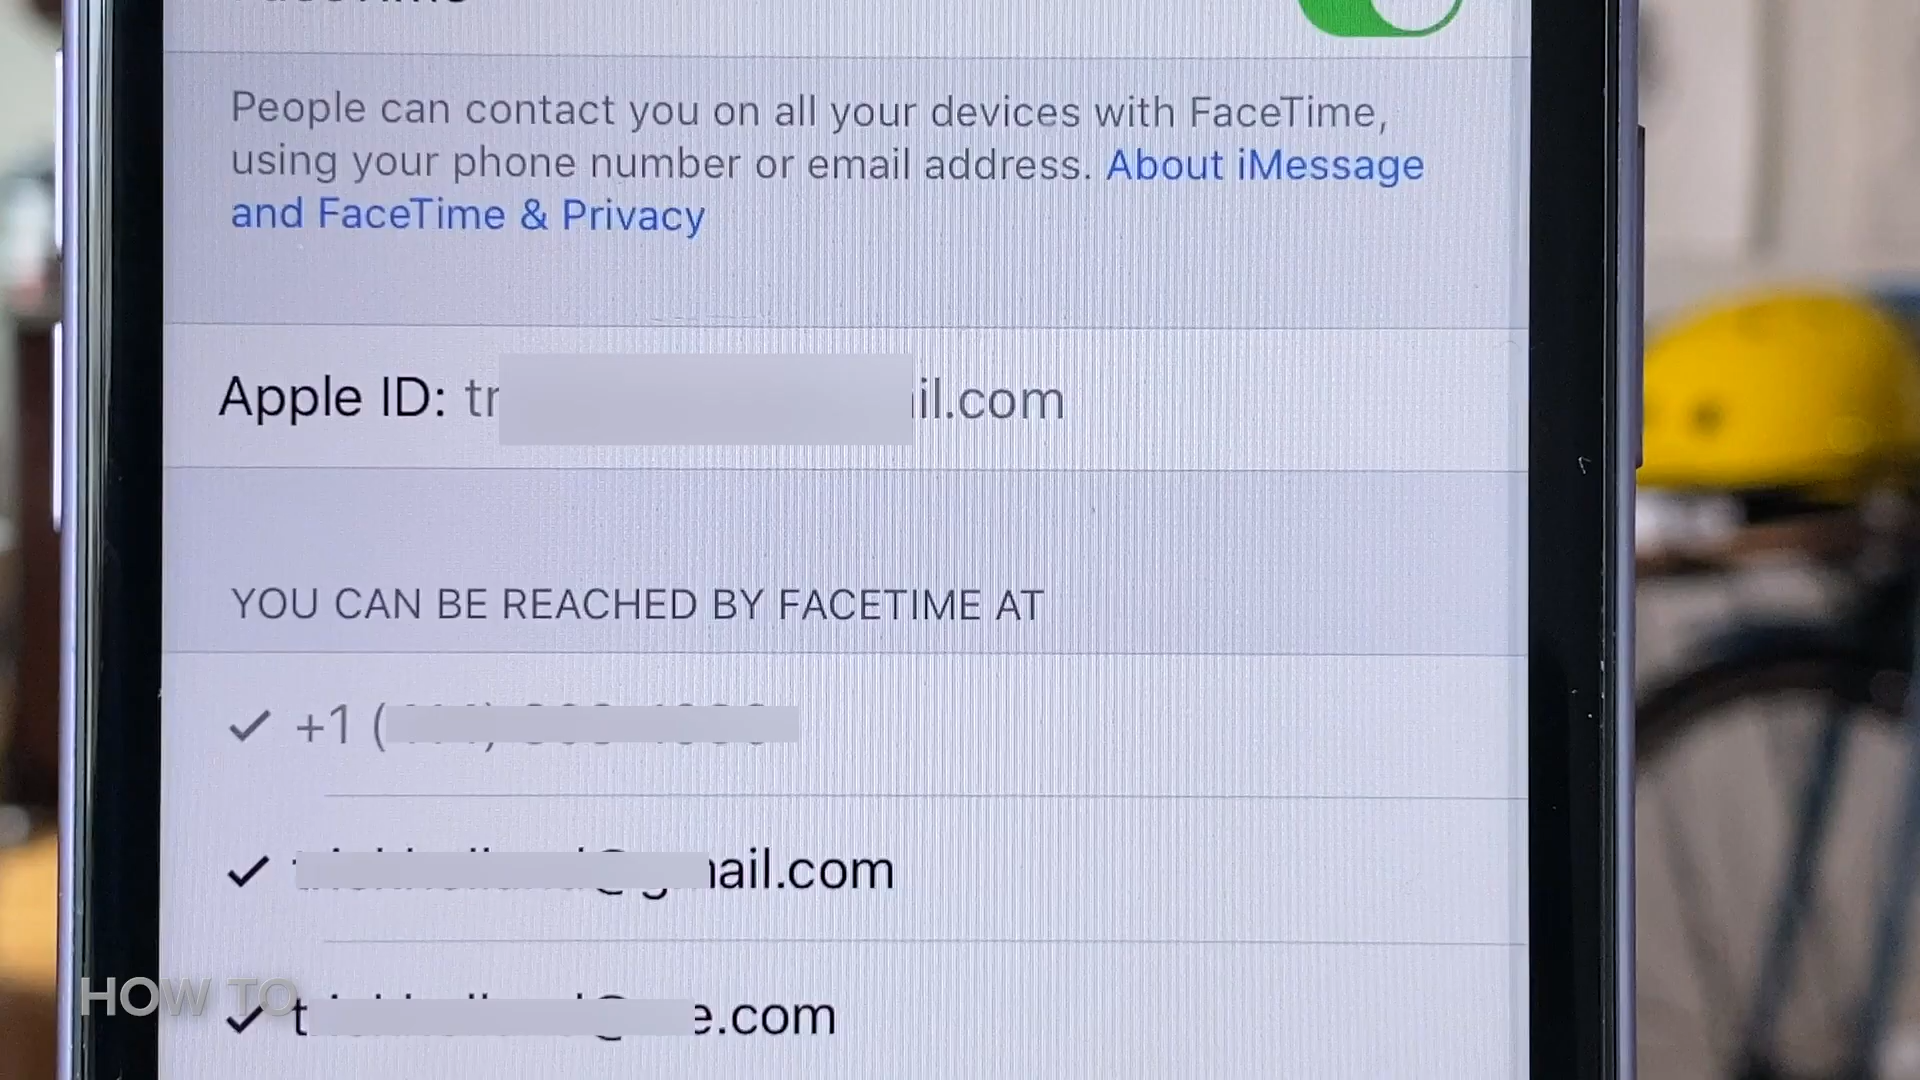 People can contact you on all your devices with FaceTime,
using your phone number or email address. About iMessage
and FaceTime & Privacy
Apple ID: tr il.com
YOU CAN BE REACHED BY FACETIME AT
+1 (
ail.com
t e.com
HOW TO